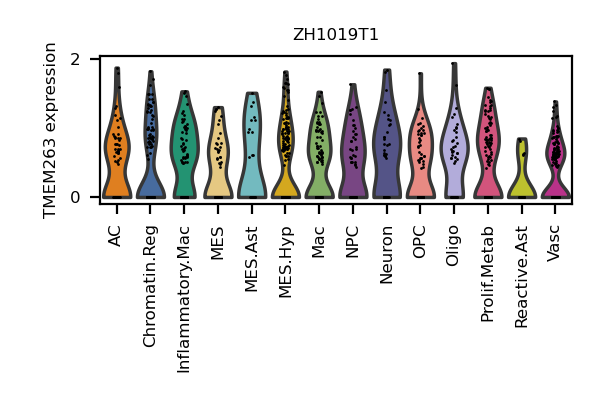 ZH1019T1
TMEM263 expression
2
0
AC
Chromatin.Reg
Inflammatory.Mac
MES
MES.Ast
MES.Hyp
Mac
NPC
Neuron
OPC
Oligo
Prolif.Metab
Reactive.Ast
Vasc